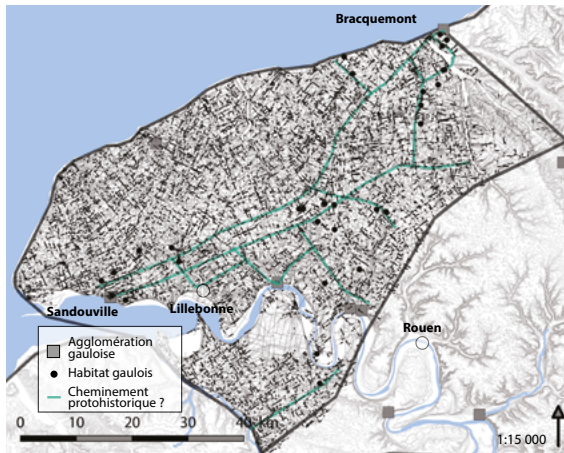 Bracquemont
Sandouville
Lillebonne
Rouen
Agglomération
gauloise
Habitat gaulois
Cheminement
protohistorique ?
0 10 20 30 40 km
1:15 000